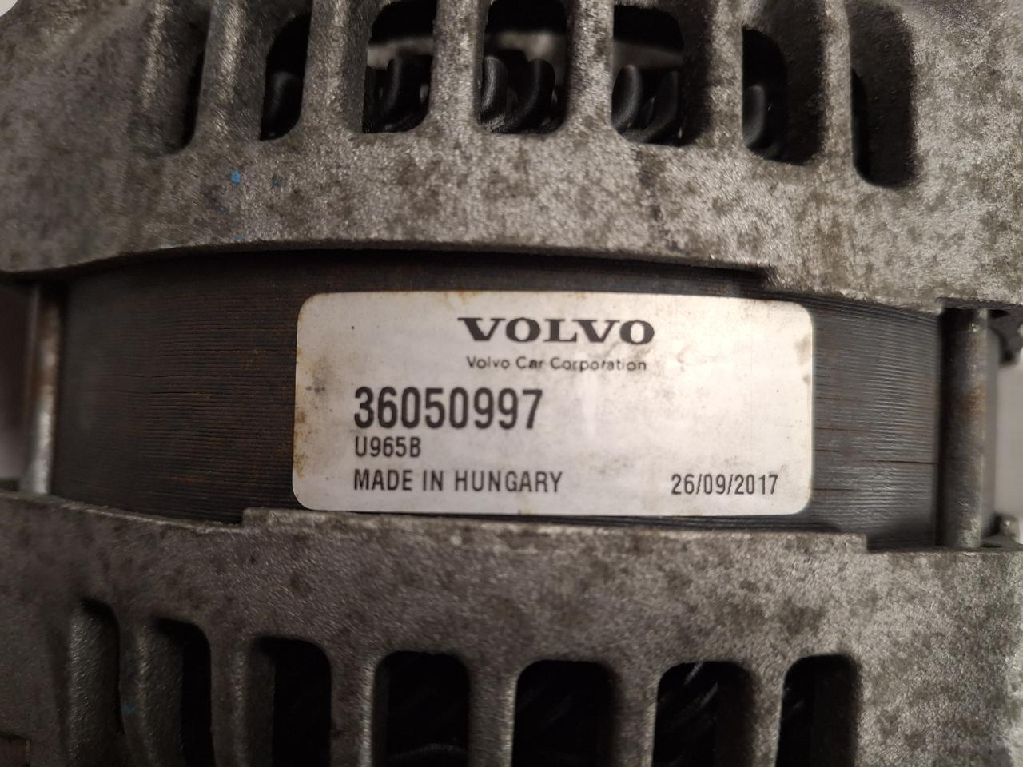 VOLVO
Volvo Car Corporation
36050997
U965B
MADE IN HUNGARY 26/09/2017